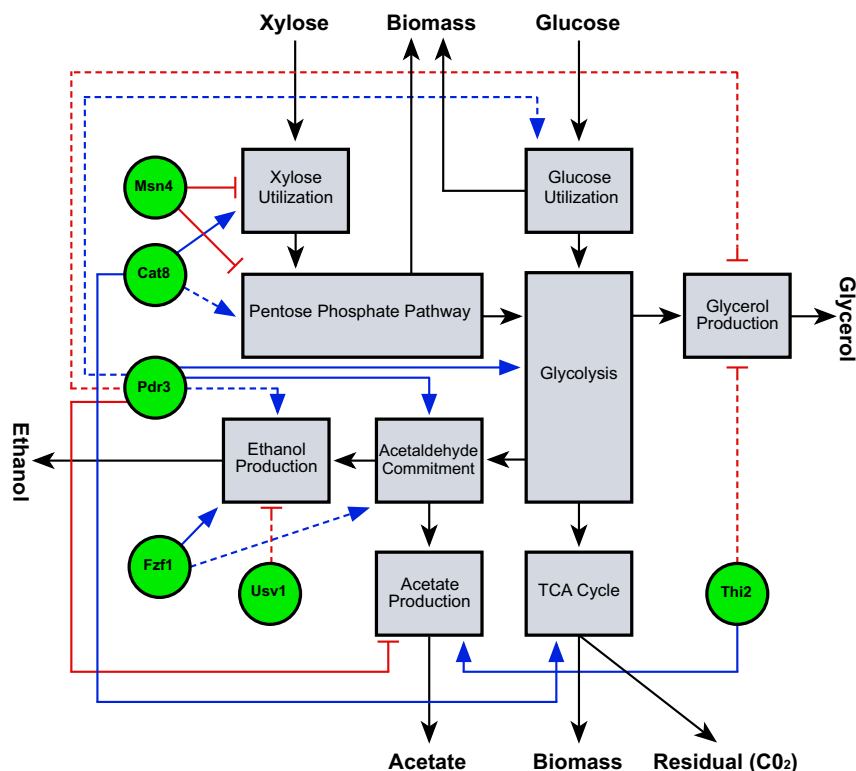 Xylose
Biomass
Glucose
Msn4
Xylose
Utilization
Glucose
Utilization
Cat8
Pentose Phosphate Pathway
Glycolysis
Glycerol
Production
Glycerol
Pdr3
Ethanol
Ethanol
Production
Acetaldehyde
Commitment
Fzf1
Usv1
Acetate
Production
TCA Cycle
Thi2
Acetate
Biomass
Residual (C0₂)